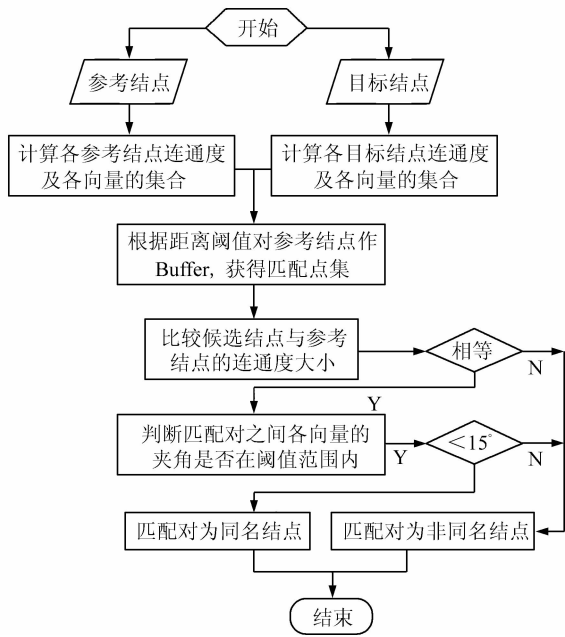 开始
参考结点
目标结点
计算各参考结点连通度
及各向量的集合
计算各目标结点连通度
及各向量的集合
根据距离阈值对参考结点作
Buffer, 获得匹配点集
比较候选结点与参考
结点的连通度大小
相等
N
Y
判断匹配对之间各向量的
夹角是否在阈值范围内
Y
<15°
N
匹配对为同名结点
匹配对为非同名结点
结束